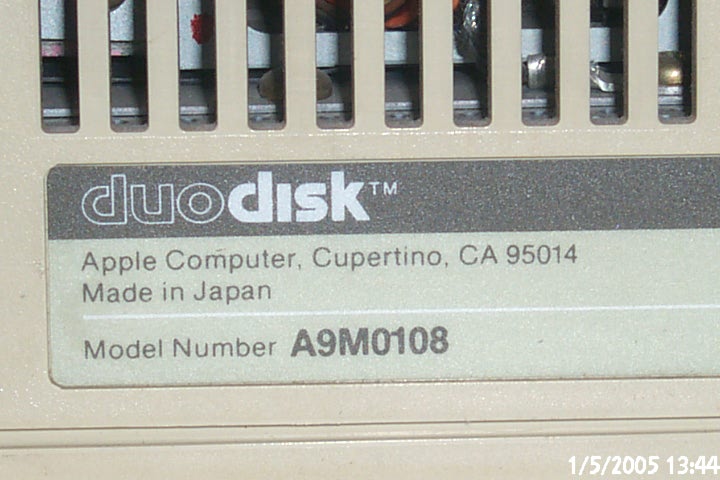 duodisk™
Apple Computer, Cupertino, CA 95014
Made in Japan
Model Number A9M0108
1/5/2005 13:44